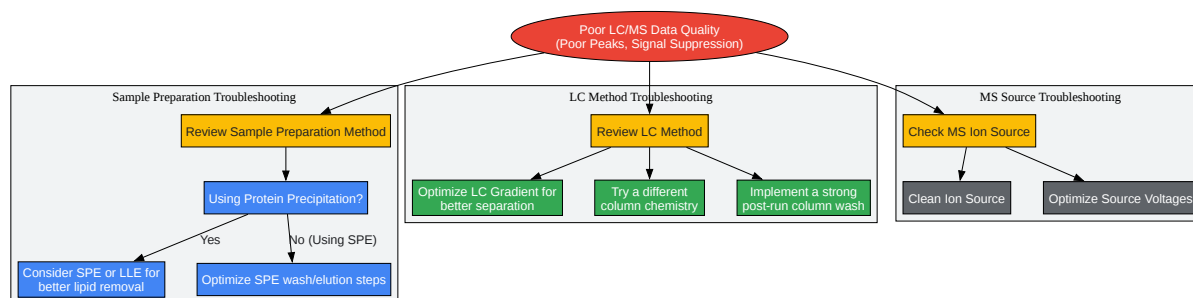 Poor LC/MS Data Quality
(Poor Peaks, Signal Suppression)
Sample Preparation Troubleshooting
LC Method Troubleshooting
MS Source Troubleshooting
Review Sample Preparation Method
Review LC Method
Check MS Ion Source
Using Protein Precipitation?
Optimize LC Gradient for
better separation
Try a different
column chemistry
Implement a strong
post-run column wash
Clean Ion Source
Optimize Source Voltages
Yes
No (Using SPE)
Consider SPE or LLE for
better lipid removal
Optimize SPE wash/elution steps